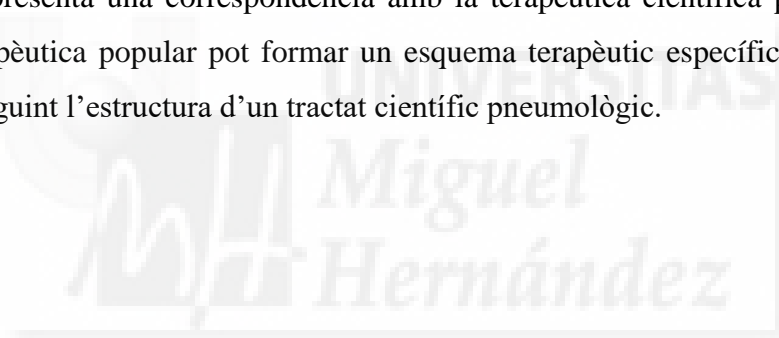 presenta una correspondència amb la terapèutica científica
pèutica popular pot formar un esquema terapèutic específic
guint l’estructura d’un tractat científic pneumològic.
UNIVERSITAS
Miguel
Hernández